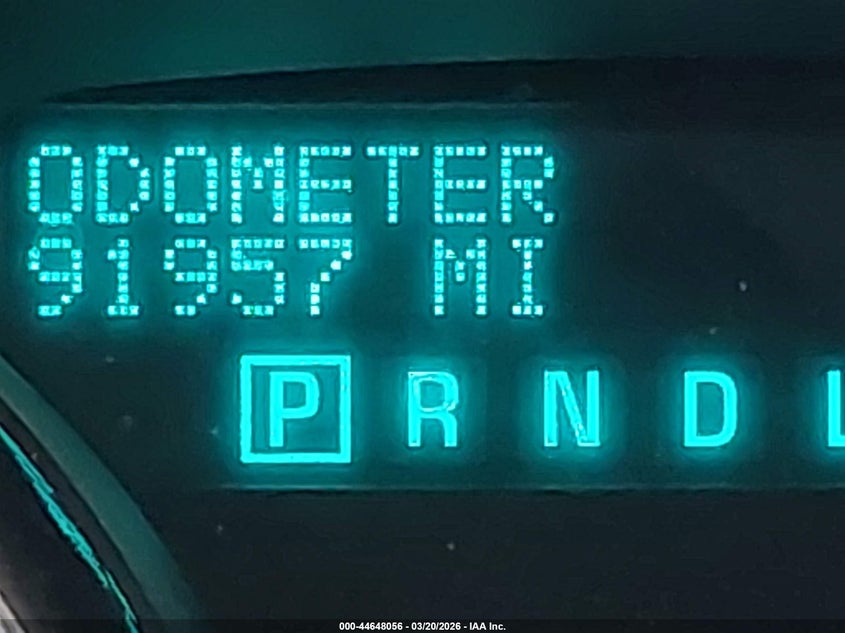 ODOMETER
91957 MI
P R N D L
000-44648056 - 03/20/2026 - IAA Inc.